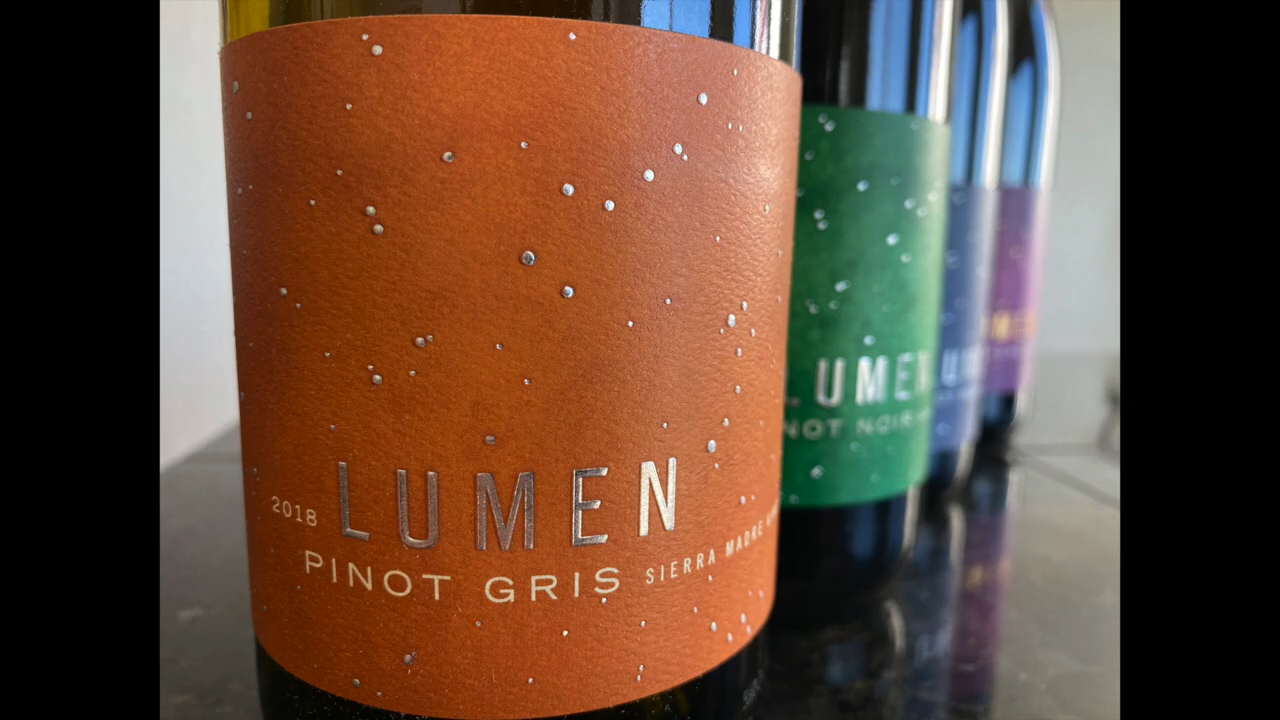 2018 LUMEN
PINOT GRIS SIERRA MADRE
LUMEN
PINOT NOIR